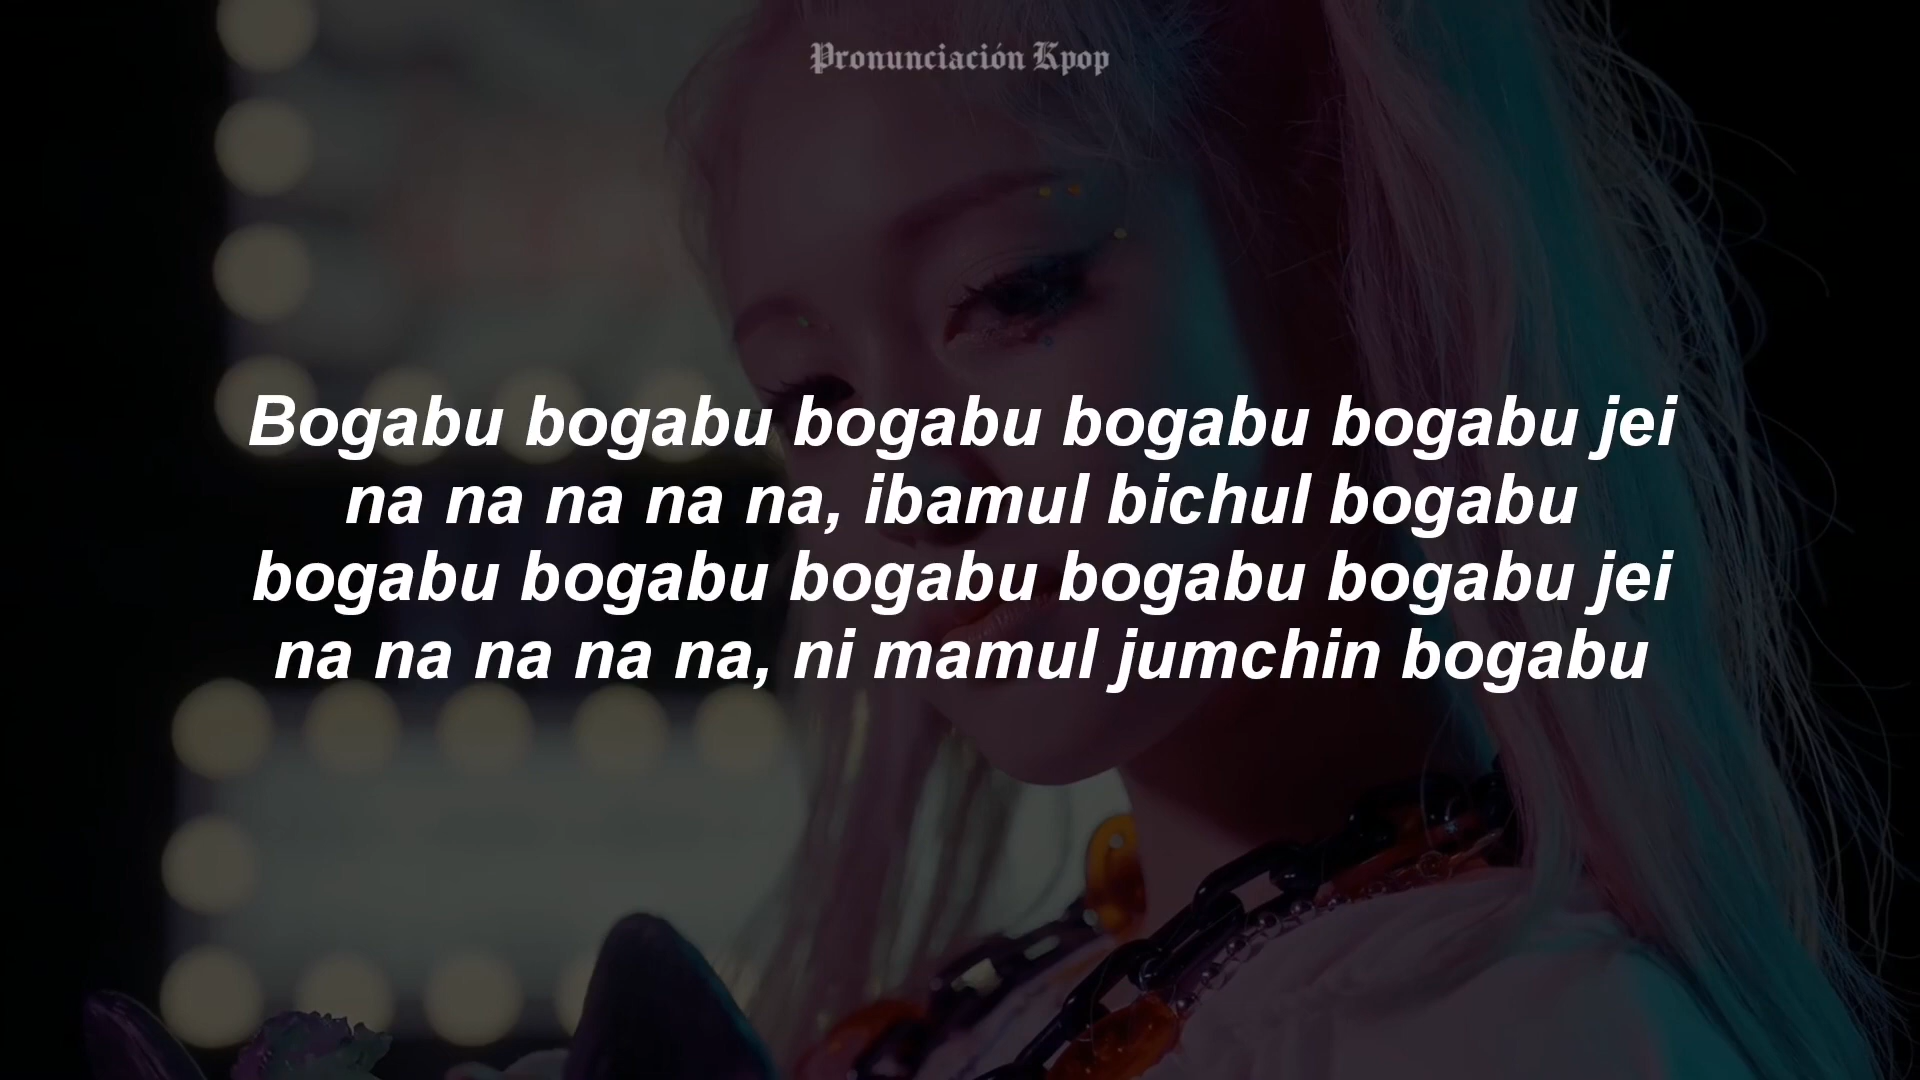 Pronunciación Kpop
Bogabu bogabu bogabu bogabu bogabu jei
na na na na na, ibamul bichul bogabu
bogabu bogabu bogabu bogabu bogabu jei
na na na na na, ni mamul jumchin bogabu